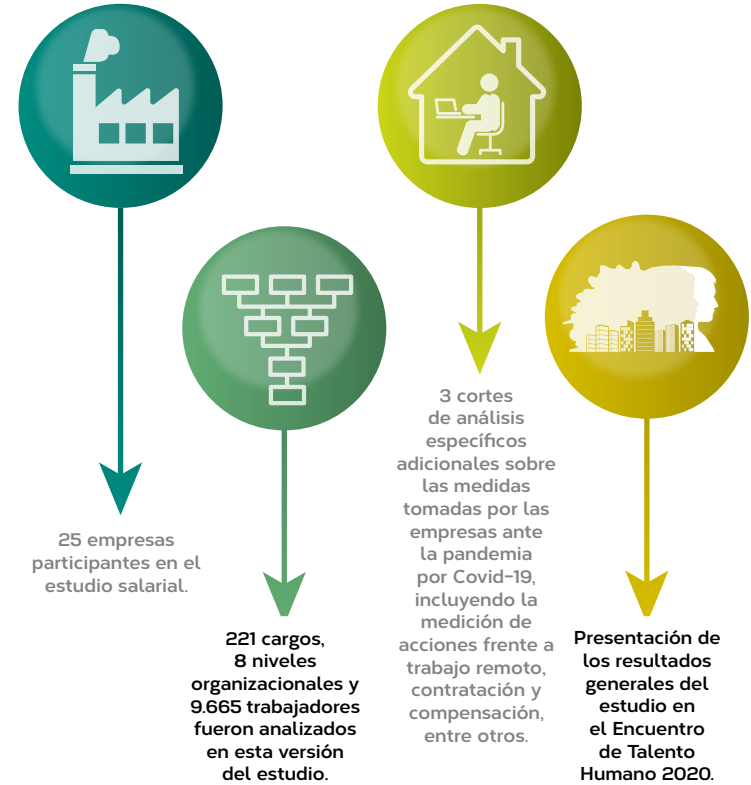 25 empresas
participantes en el
estudio salarial.
221 cargos,
8 niveles
organizacionales y
9.665 trabajadores
fueron analizados
en esta versión
del estudio.
3 cortes
de análisis
específicos
adicionales sobre
las medidas
tomadas por las
empresas ante
la pandemia
por Covid-19,
incluyendo la
medición de
acciones frente a
trabajo remoto,
contratación y
compensación,
entre otros.
Presentación de
los resultados
generales del
estudio en
el Encuentro
de Talento
Humano 2020.